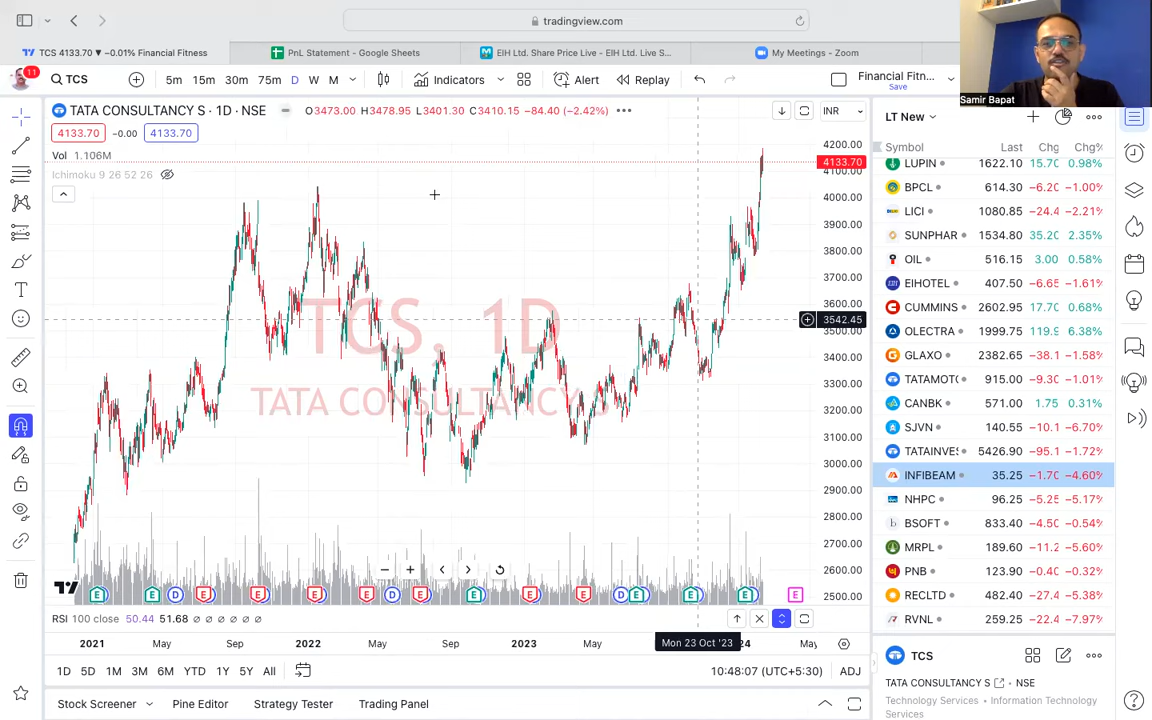 tradingview.com
TCS 4133.70 ▼ −0.01% Financial Fitness
PnL Statement - Google Sheets
EIH Ltd. Share Price Live - EIH Ltd. Live S...
My Meetings - Zoom
Samir Bapat
11
TCS
5m 15m 30m 75m D W M
Indicators
Alert
Replay
Financial Fitn...
Save
TATA CONSULTANCY S · 1D · NSE
O3473.00 H3478.95 L3401.30 C3410.15 −84.40 (−2.42%)
INR
4133.70 −0.00 4133.70
Vol 1.106M
Ichimoku 9 26 52 26
TCS, 1D
TATA CONSULTANCY S
4200.00
4133.70
4100.00
4000.00
3900.00
3800.00
3700.00
3600.00
3542.45
3400.00
3300.00
3200.00
3100.00
3000.00
2900.00
2800.00
2700.00
2600.00
2500.00
E E D E E E E D E E E E D E E E E
RSI 100 close 50.44 51.68 ∅ ∅ ∅ ∅ ∅ ∅
2021 May Sep 2022 May Sep 2023 May Mon 23 Oct '23 24 May
1D 5D 1M 3M 6M YTD 1Y 5Y All
10:48:07 (UTC+5:30) ADJ
Stock Screener Pine Editor Strategy Tester Trading Panel
LT New
Symbol Last Chg Chg%
LUPIN 1622.10 15.70 0.98%
BPCL 614.30 −6.20 −1.00%
LICI 1080.85 −24.4 −2.21%
SUNPHAR 1534.80 35.20 2.35%
OIL 516.15 3.00 0.58%
EIHOTEL 407.50 −6.65 −1.61%
CUMMINS 2602.95 17.70 0.68%
OLECTRA 1999.75 119.9 6.38%
GLAXO 2382.65 −38.1 −1.58%
TATAMOTO 915.00 −9.30 −1.01%
CANBK 571.00 1.75 0.31%
SJVN 140.55 −10.1 −6.70%
TATAINVES 5426.90 −95.1 −1.72%
INFIBEAM 35.25 −1.70 −4.60%
NHPC 96.25 −5.25 −5.17%
BSOFT 833.40 −4.50 −0.54%
MRPL 189.60 −11.2 −5.60%
PNB 123.90 −0.40 −0.32%
RECLTD 482.40 −27.4 −5.38%
RVNL 259.25 −22.4 −7.97%
TCS
TATA CONSULTANCY S · NSE
Technology Services · Information Technology
Services